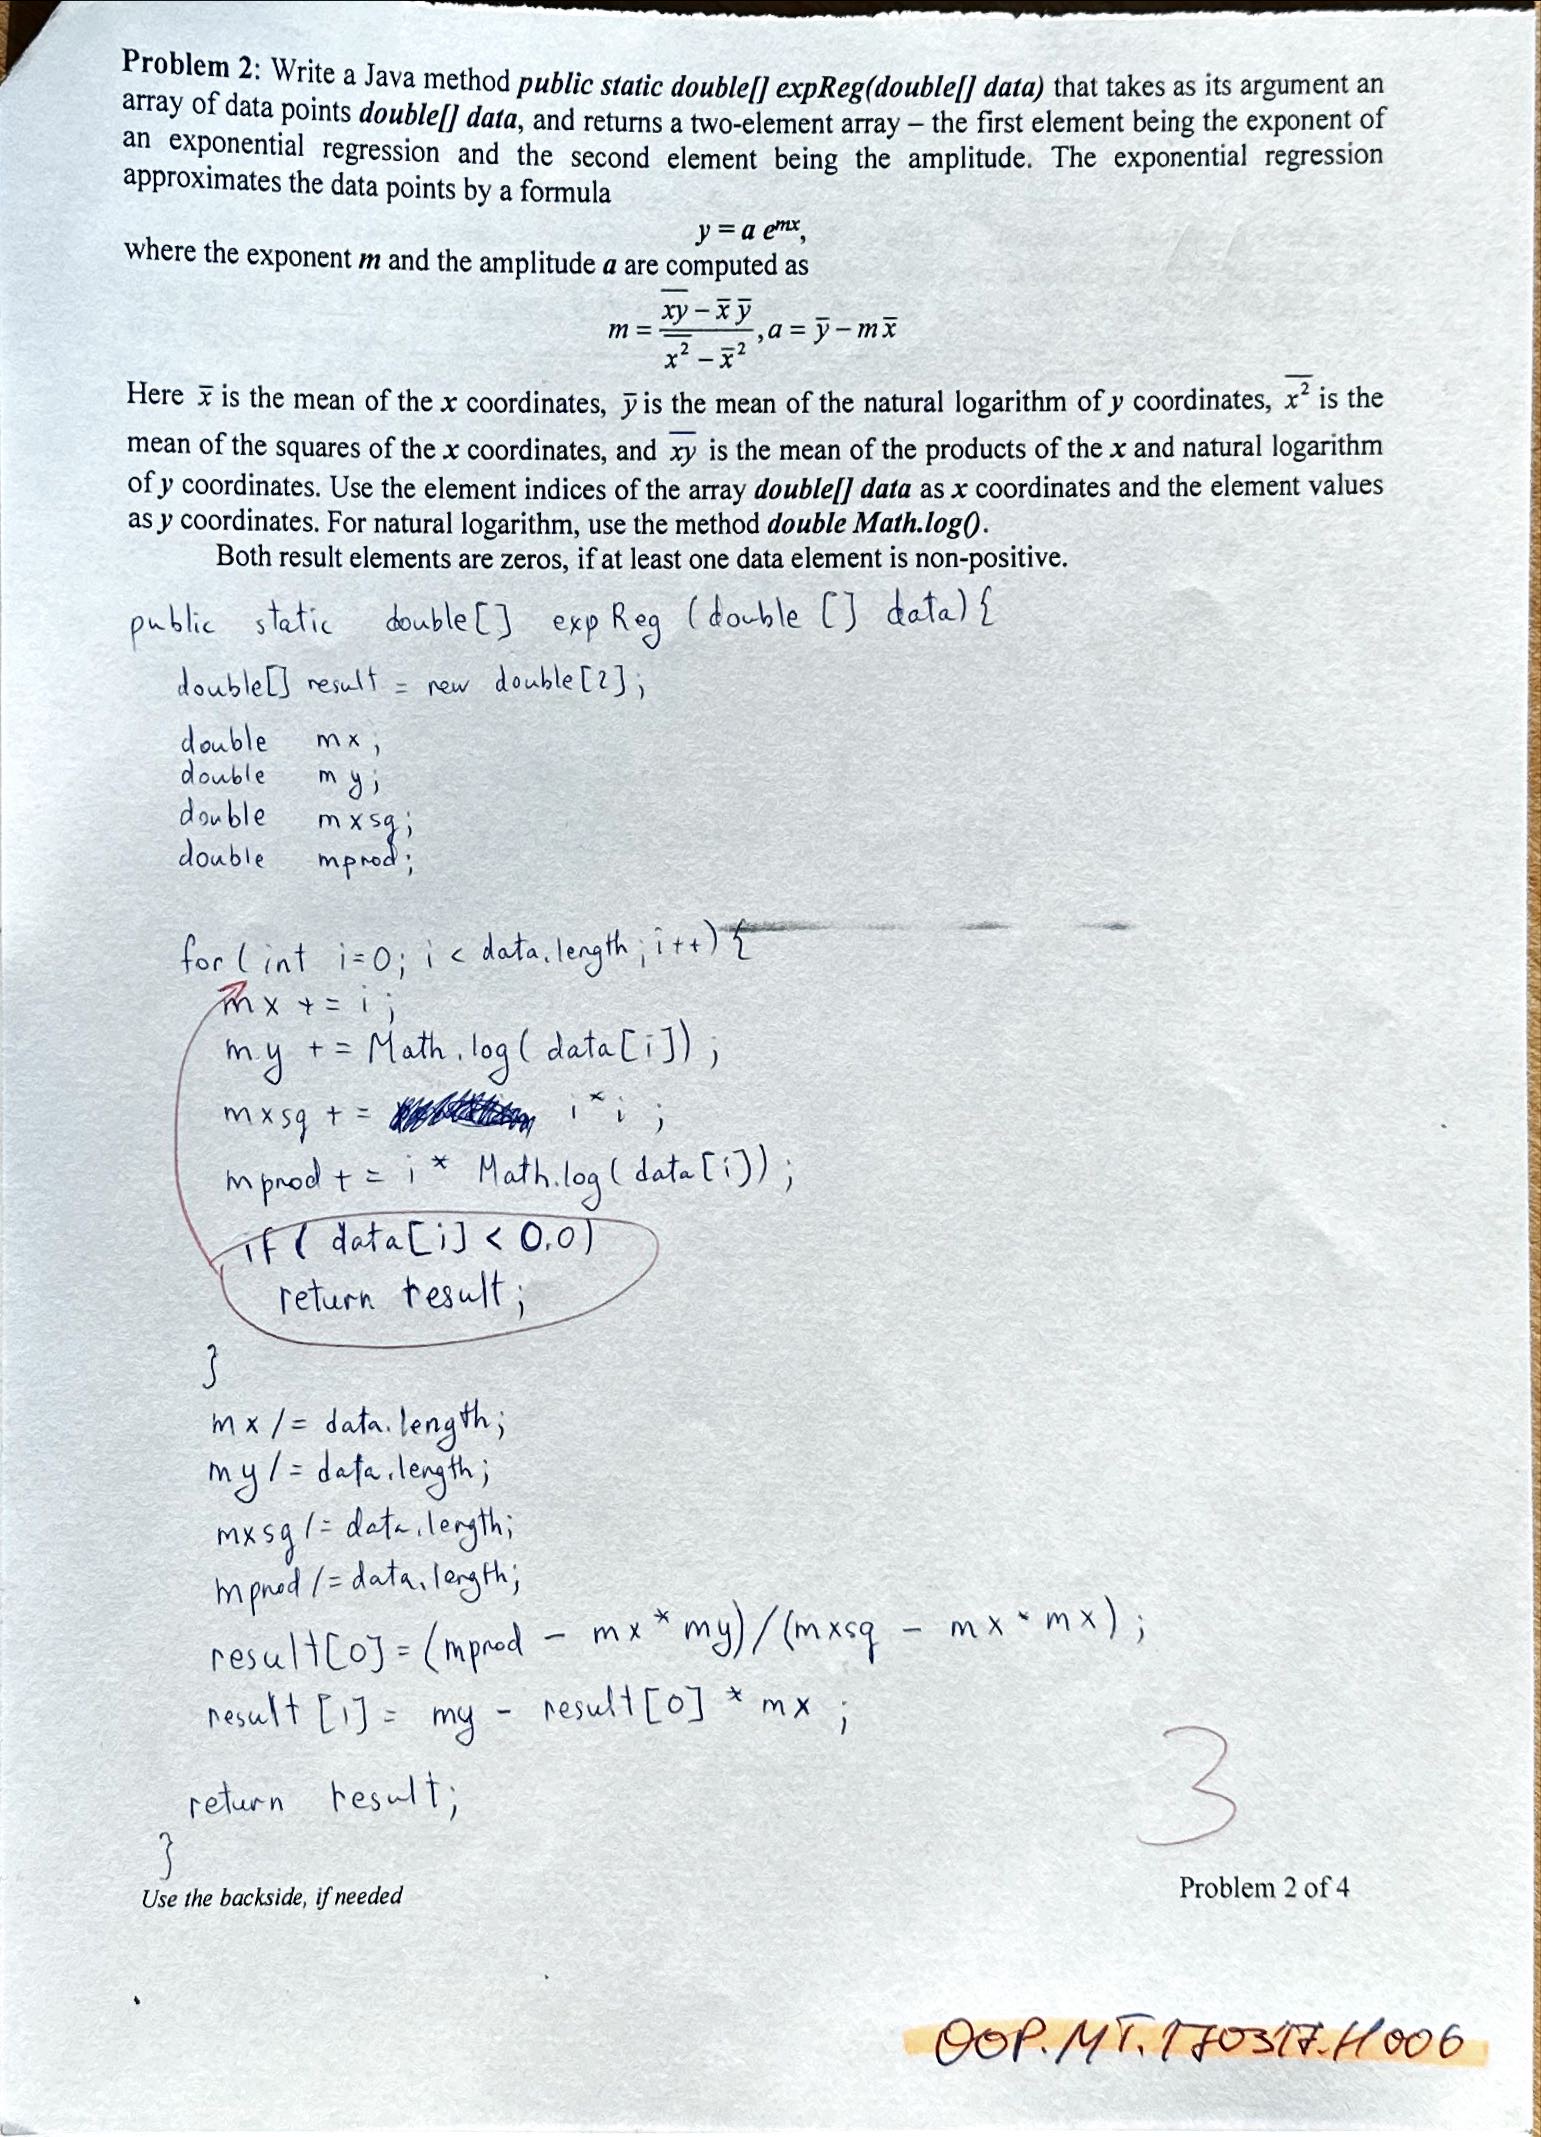 Problem 2: Write a Java method public static double[] expReg(double[] data) that takes as its argument an
array of data points double[] data, and returns a two-element array – the first element being the exponent of
an exponential regression and the second element being the amplitude. The exponential regression
approximates the data points by a formula
y = a e^{mx},
where the exponent m and the amplitude a are computed as
m = \frac{\overline{xy} - \bar{x}\,\bar{y}}{\overline{x^2} - \bar{x}^2}, a = \bar{y} - m\bar{x}
Here \bar{x} is the mean of the x coordinates, \bar{y} is the mean of the natural logarithm of y coordinates, \overline{x^2} is the
mean of the squares of the x coordinates, and \overline{xy} is the mean of the products of the x and natural logarithm
of y coordinates. Use the element indices of the array double[] data as x coordinates and the element values
as y coordinates. For natural logarithm, use the method double Math.log().
Both result elements are zeros, if at least one data element is non-positive.
public static double[] expReg (double [] data){
double[] result = new double[2];
double mx;
double my;
double mxsq;
double mprod;
for (int i=0; i < data.length; i++) {
mx += i;
my += Math.log( data[i]);
mxsq += i * i ;
mprod += i * Math.log( data[i]);
if ( data[i] < 0.0)
return result;
}
mx /= data.length;
my /= data.length;
mxsq /= data.length;
mprod /= data.length;
result[0] = (mprod - mx * my)/(mxsq - mx * mx);
result [1] = my - result[0] * mx ;
return result;
}
3
Use the backside, if needed
Problem 2 of 4
OOP.MT.170317.H006